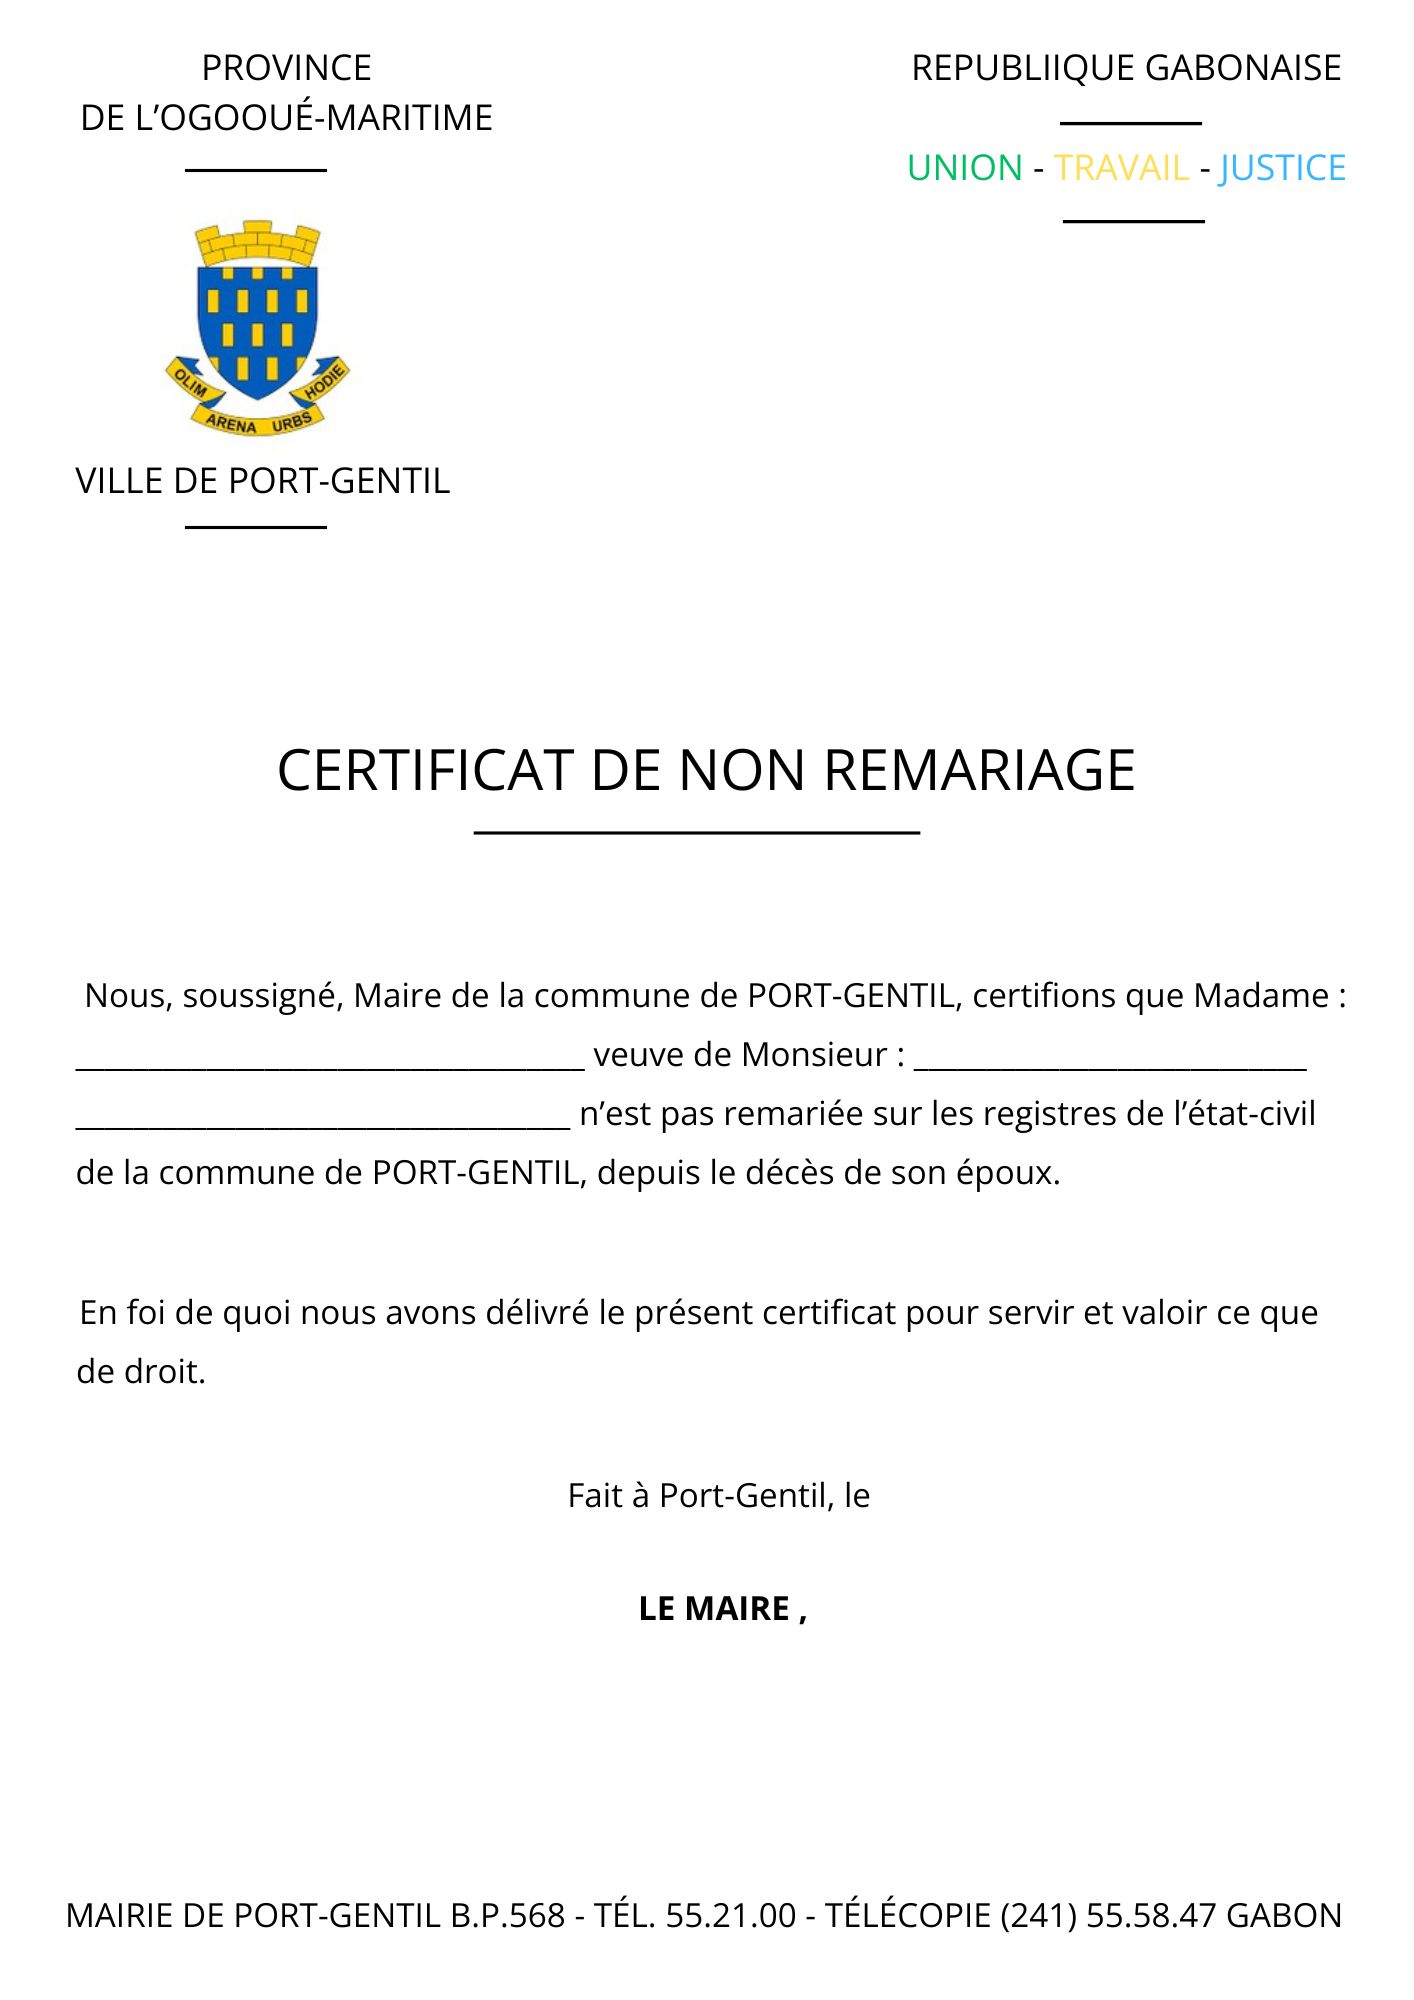 PROVINCE
DE L’OGOOUÉ-MARITIME
REPUBLIIQUE GABONAISE
UNION - TRAVAIL - JUSTICE
OLIM
ARENA URBS
HODIE
VILLE DE PORT-GENTIL
CERTIFICAT DE NON REMARIAGE
Nous, soussigné, Maire de la commune de PORT-GENTIL, certifions que Madame :
___________________________________ veuve de Monsieur : ___________________________
__________________________________ n’est pas remariée sur les registres de l’état-civil
de la commune de PORT-GENTIL, depuis le décès de son époux.
En foi de quoi nous avons délivré le présent certificat pour servir et valoir ce que
de droit.
Fait à Port-Gentil, le
LE MAIRE ,
MAIRIE DE PORT-GENTIL B.P.568 - TÉL. 55.21.00 - TÉLÉCOPIE (241) 55.58.47 GABON